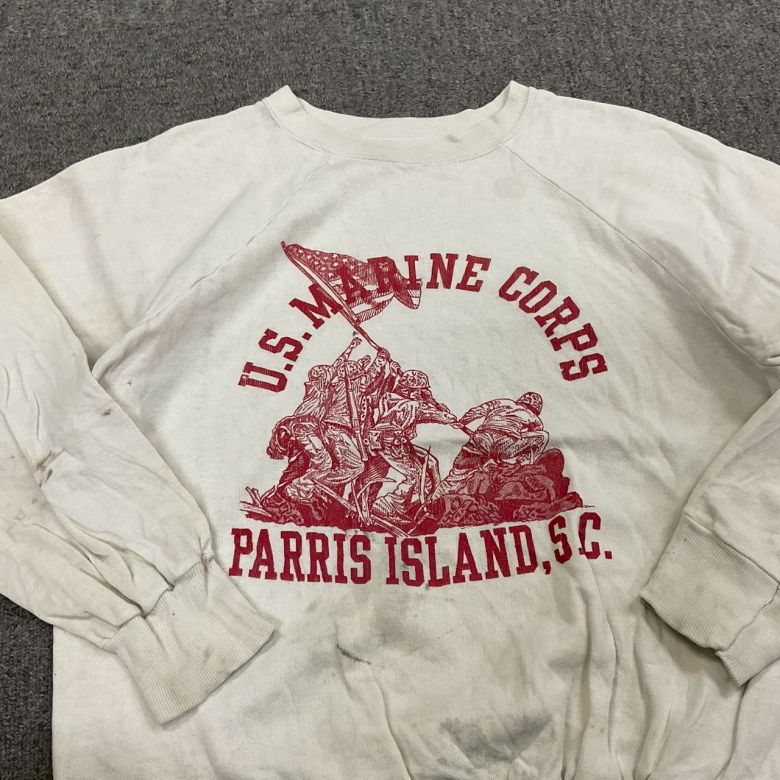 U.S. MARINE CORPS
PARRIS ISLAND, S.C.